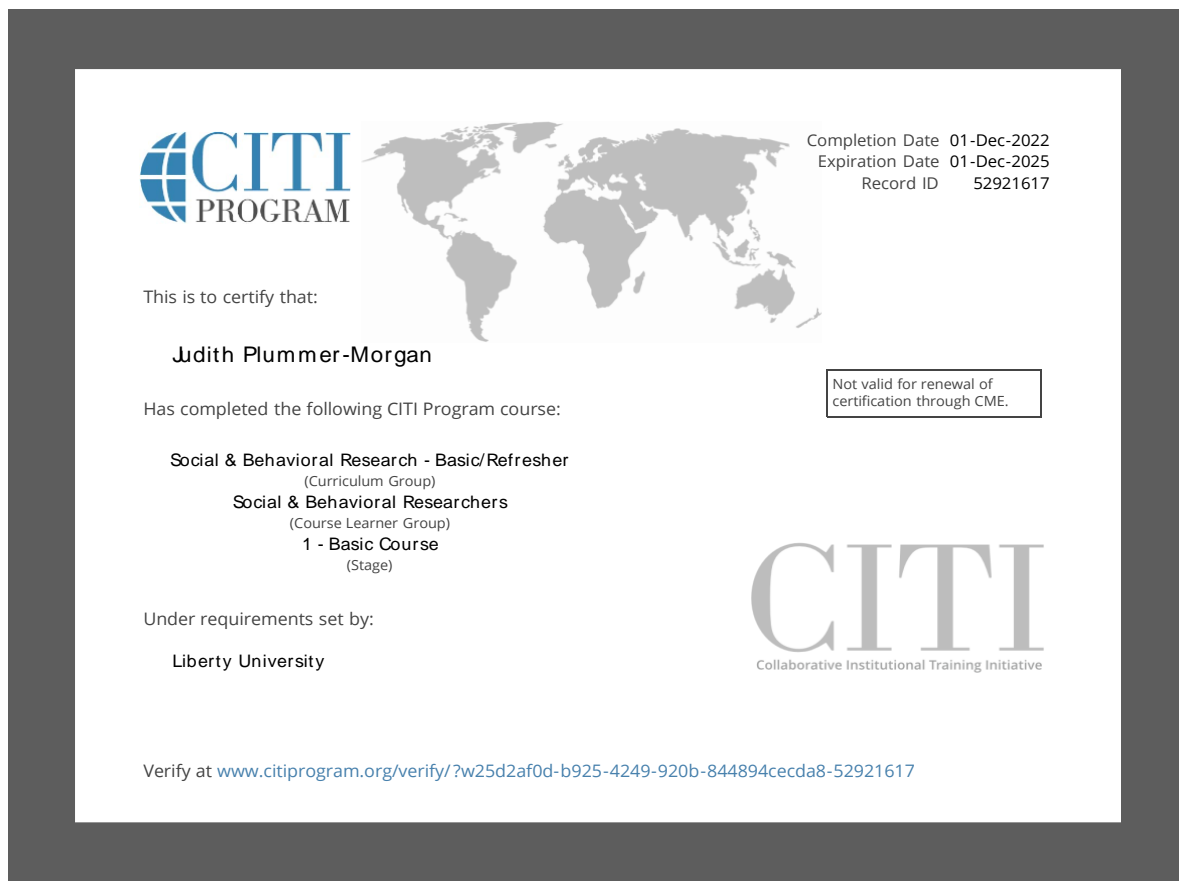 CITI
PROGRAM
Completion Date 01-Dec-2022
Expiration Date 01-Dec-2025
Record ID 52921617
This is to certify that:
Judith Plummer-Morgan
Not valid for renewal of
certification through CME.
Has completed the following CITI Program course:
Social & Behavioral Research - Basic/Refresher
(Curriculum Group)
Social & Behavioral Researchers
(Course Learner Group)
1 - Basic Course
(Stage)
Under requirements set by:
Liberty University
CITI
Collaborative Institutional Training Initiative
Verify at www.citiprogram.org/verify/?w25d2af0d-b925-4249-920b-844894cecda8-52921617